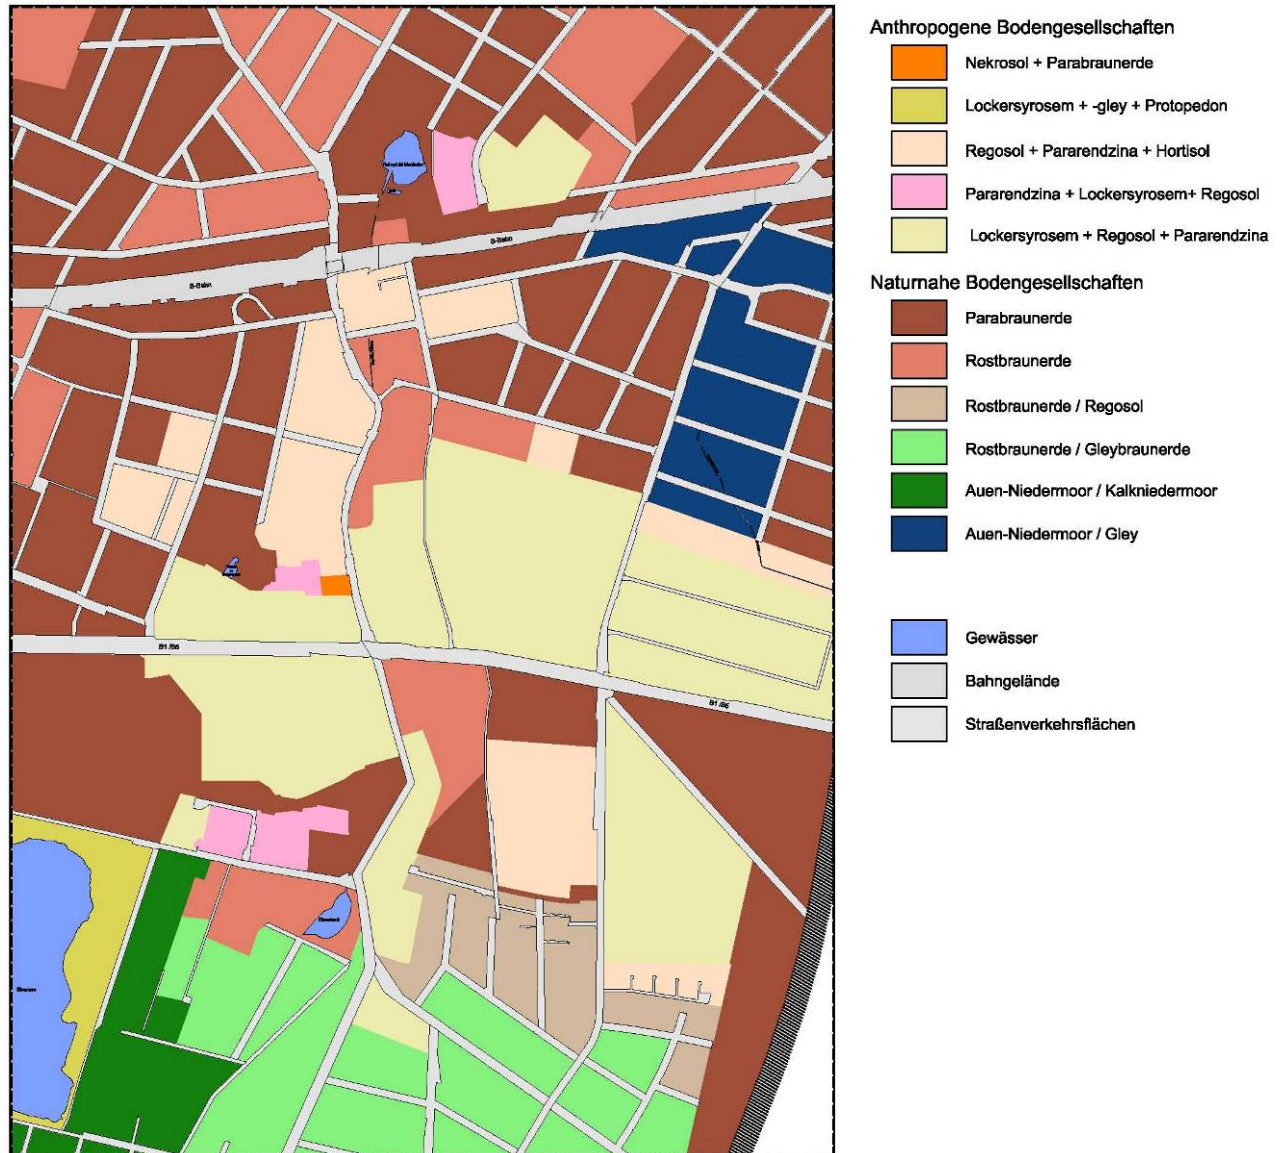 Anthropogene Bodengesellschaften
Nekrosol + Parabraunerde
Lockersyrosem + -gley + Protopedon
Regosol + Pararendzina + Hortisol
Pararendzina + Lockersyrosem+ Regosol
Lockersyrosem + Regosol + Pararendzina
Naturnahe Bodengesellschaften
Parabraunerde
Rostbraunerde
Rostbraunerde / Regosol
Rostbraunerde / Gleybraunerde
Auen-Niedermoor / Kalkniedermoor
Auen-Niedermoor / Gley
Gewässer
Bahngelände
Straßenverkehrsflächen
S-Bahn
S-Bahn
B1 /B5
B1 /B5